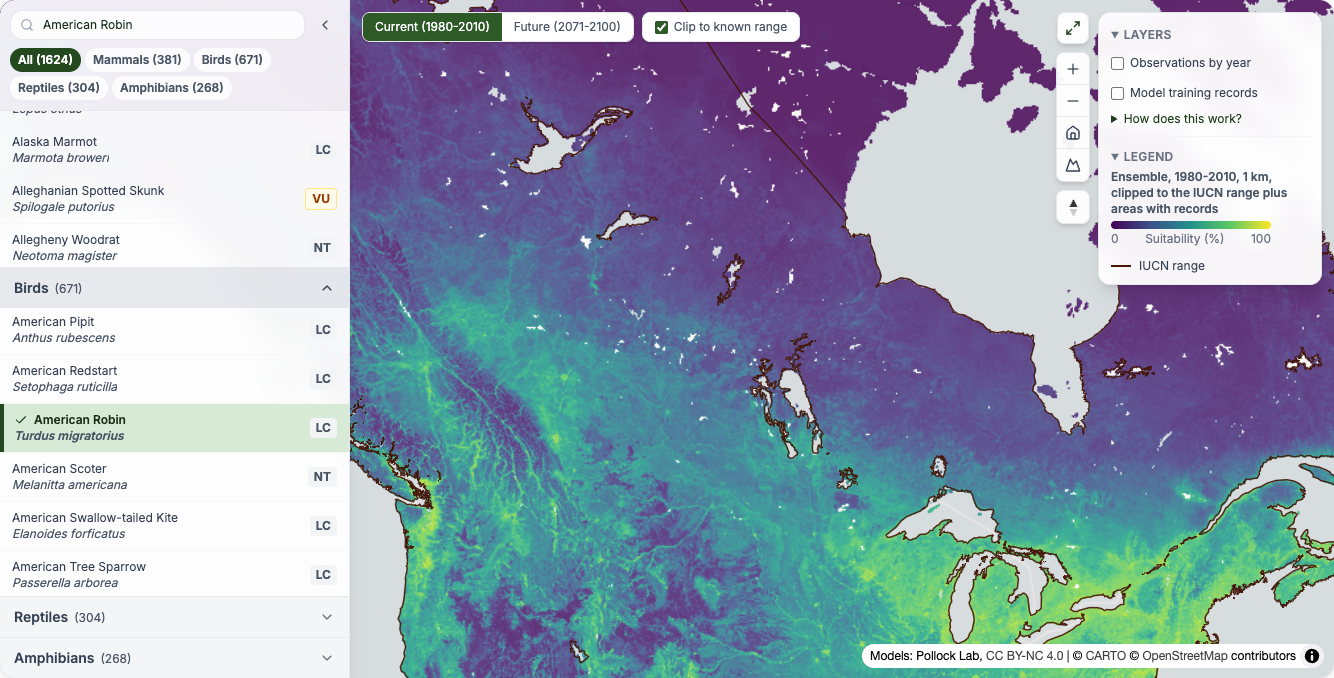 American Robin
All (1624)
Mammals (381)
Birds (671)
Reptiles (304)
Amphibians (268)
Lepus othus
Alaska Marmot
Marmota broweri
LC
Alleghanian Spotted Skunk
Spilogale putorius
VU
Allegheny Woodrat
Neotoma magister
NT
Birds (671)
American Pipit
Anthus rubescens
LC
American Redstart
Setophaga ruticilla
LC
American Robin
Turdus migratorius
LC
American Scoter
Melanitta americana
NT
American Swallow-tailed Kite
Elanoides forficatus
LC
American Tree Sparrow
Passerella arborea
LC
Reptiles (304)
Amphibians (268)
Current (1980-2010)
Future (2071-2100)
Clip to known range
LAYERS
Observations by year
Model training records
How does this work?
LEGEND
Ensemble, 1980-2010, 1 km,
clipped to the IUCN range plus
areas with records
0 Suitability (%) 100
IUCN range
Models: Pollock Lab, CC BY-NC 4.0 | © CARTO © OpenStreetMap contributors